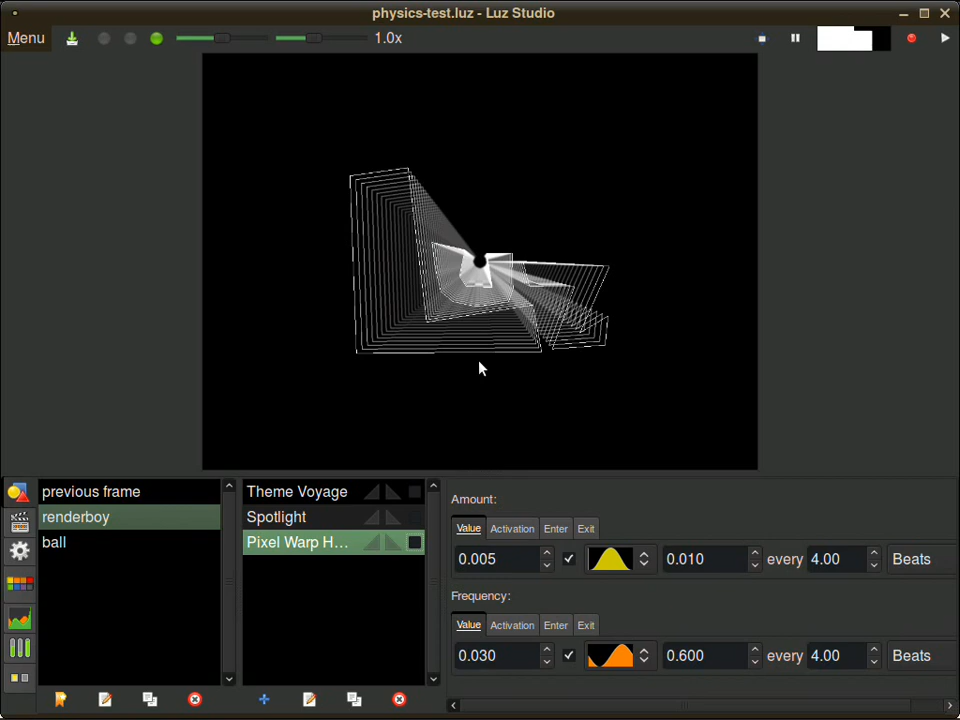 physics-test.luz - Luz Studio
Menu 1.0x
previous frame
renderboy
ball
Theme Voyage
Spotlight
Pixel Warp H...
Amount:
Value Activation Enter Exit
0.005 0.010 every 4.00 Beats
Frequency:
Value Activation Enter Exit
0.030 0.600 every 4.00 Beats